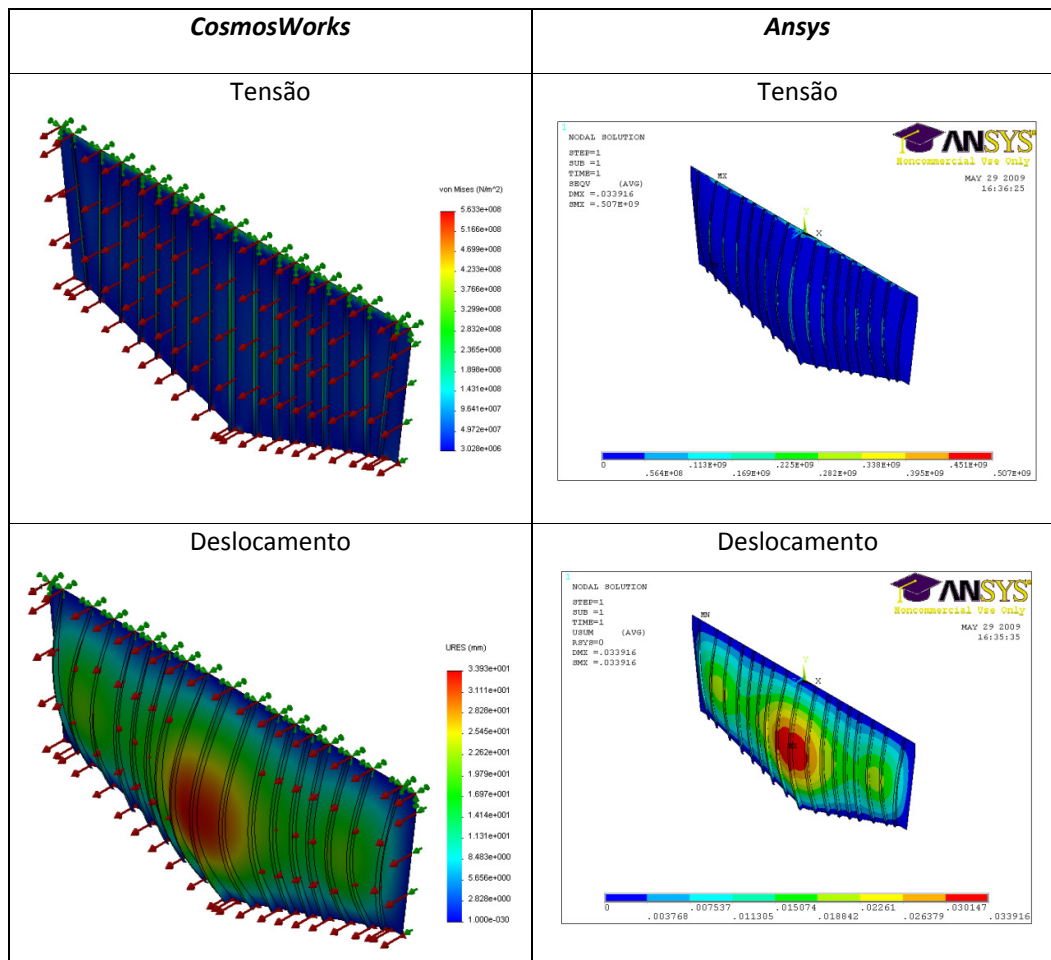 CosmosWorks
Ansys
Tensão
von Mises (N/m^2)
5.633e+008
5.166e+008
4.699e+008
4.233e+008
3.766e+008
3.299e+008
2.832e+008
2.365e+008
1.898e+008
1.431e+008
9.641e+007
4.972e+007
3.028e+006
Tensão
1
NODAL SOLUTION
STEP=1
SUB =1
TIME=1
SEQV (AVG)
DMX =.033916
SMX =.507E+09
ANSYS
Noncommercial Use Only
MAY 29 2009
16:36:25
MX
Y
X
0 .113E+09 .225E+09 .338E+09 .451E+09
.564E+08 .169E+09 .282E+09 .395E+09 .507E+09
Deslocamento
URES (mm)
3.393e+001
3.111e+001
2.828e+001
2.545e+001
2.262e+001
1.979e+001
1.697e+001
1.414e+001
1.131e+001
8.483e+000
5.656e+000
2.828e+000
1.000e-030
Deslocamento
1
NODAL SOLUTION
STEP=1
SUB =1
TIME=1
USUM (AVG)
RSYS=0
DMX =.033916
SMX =.033916
ANSYS
Noncommercial Use Only
MAY 29 2009
16:35:35
MN
Y
X
MX
0 .007537 .015074 .02261 .030147
.003768 .011305 .018842 .026379 .033916